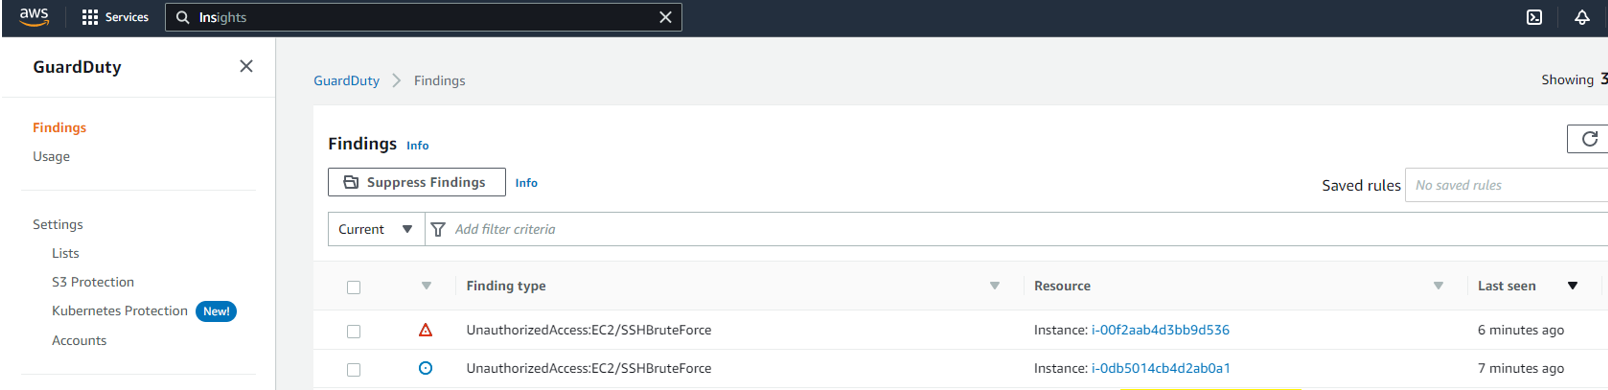 aws Services Insights
GuardDuty
Findings
Usage
Settings
Lists
S3 Protection
Kubernetes Protection New!
Accounts
GuardDuty Findings Showing 3
Findings Info
Suppress Findings Info Saved rules No saved rules
Current Add filter criteria
Finding type Resource Last seen
UnauthorizedAccess:EC2/SSHBruteForce Instance: i-00f2aab4d3bb9d536 6 minutes ago
UnauthorizedAccess:EC2/SSHBruteForce Instance: i-0db5014cb4d2ab0a1 7 minutes ago